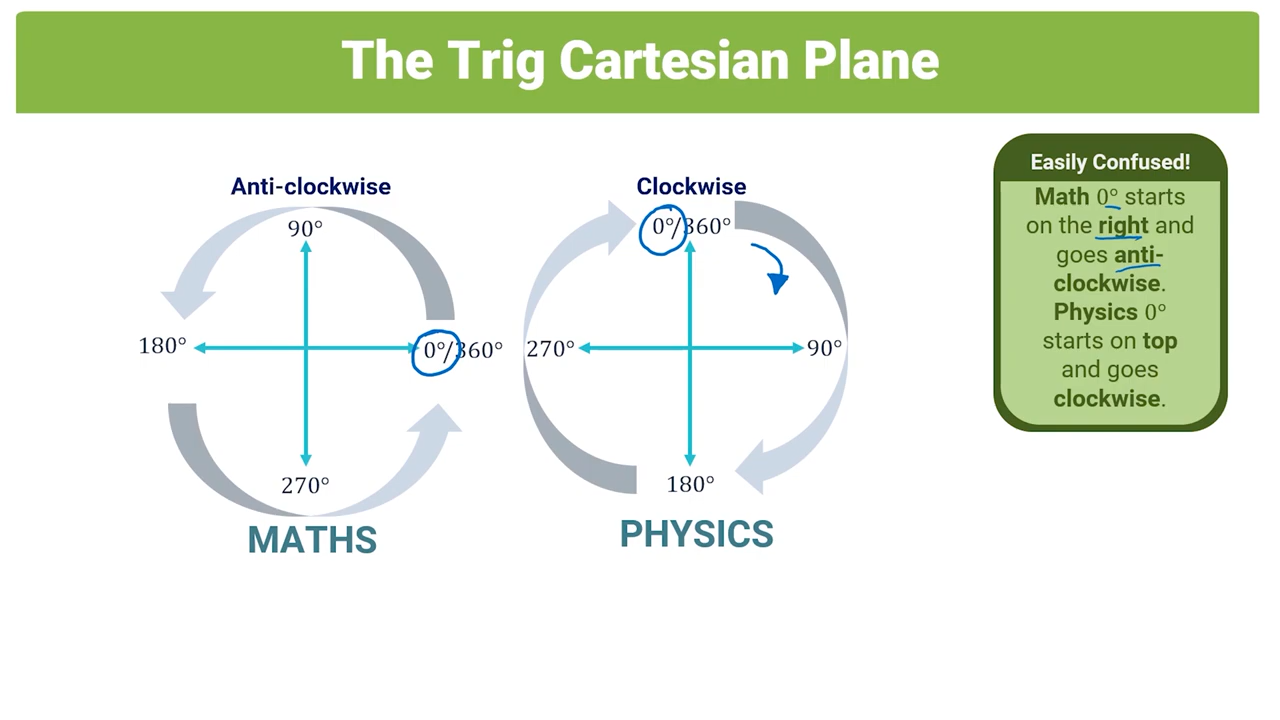 The Trig Cartesian Plane
Anti-clockwise
90°
180°
0°/360°
270°
MATHS
Clockwise
0°/360°
270°
90°
180°
PHYSICS
Easily Confused!
Math 0° starts
on the right and
goes anti-
clockwise.
Physics 0°
starts on top
and goes
clockwise.